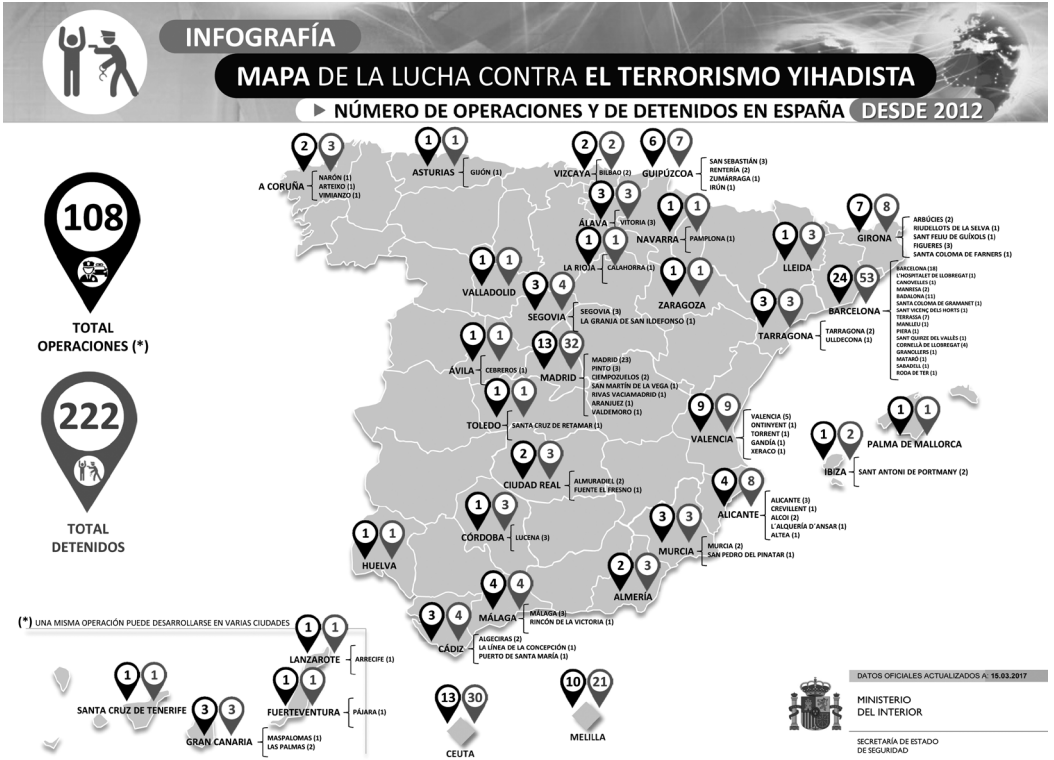 INFOGRAFÍA
MAPA DE LA LUCHA CONTRA EL TERRORISMO YIHADISTA
NÚMERO DE OPERACIONES Y DE DETENIDOS EN ESPAÑA DESDE 2012
108
TOTAL
OPERACIONES (*)
222
TOTAL
DETENIDOS
2 3
A CORUÑA
NARÓN (1)
ARTEIXO (1)
VIMIANZO (1)
1 1
ASTURIAS
GIJÓN (1)
2 2
VIZCAYA
BILBAO (2)
6 7
GUIPÚZCOA
SAN SEBASTIÁN (3)
RENTERÍA (2)
ZUMÁRRAGA (1)
IRÚN (1)
3 3
ÁLAVA
VITORIA (3)
1 1
NAVARRA
PAMPLONA (1)
1 1
LA RIOJA
CALAHORRA (1)
1 1
ZARAGOZA
1 3
LLEIDA
7 8
GIRONA
ARBÚCIES (2)
RIUDELLOTS DE LA SELVA (1)
SANT FELIU DE GUÍXOLS (1)
FIGUERES (3)
SANTA COLOMA DE FARNERS (1)
24 53
BARCELONA
BARCELONA (18)
L'HOSPITALET DE LLOBREGAT (1)
CANOVELLES (1)
MANRESA (2)
BADALONA (11)
SANTA COLOMA DE GRAMANET (1)
SANT VICENÇ DELS HORTS (1)
TERRASSA (7)
MANLLEU (1)
PIERA (1)
SANT QUIRZE DEL VALLÈS (1)
CORNELLÀ DE LLOBREGAT (4)
GRANOLLERS (1)
MATARÓ (1)
SABADELL (1)
RODA DE TER (1)
3 3
TARRAGONA
TARRAGONA (2)
ULLDECONA (1)
1 1
VALLADOLID
3 4
SEGOVIA
SEGOVIA (3)
LA GRANJA DE SAN ILDEFONSO (1)
1 1
ÁVILA
CEBREROS (1)
13 32
MADRID
MADRID (23)
PINTO (3)
CIEMPOZUELOS (2)
SAN MARTÍN DE LA VEGA (1)
RIVAS VACIAMADRID (1)
ARANJUEZ (1)
VALDEMORO (1)
1 1
TOLEDO
SANTA CRUZ DE RETAMAR (1)
9 9
VALENCIA
VALENCIA (5)
ONTINYENT (1)
TORRENT (1)
GANDÍA (1)
XERACO (1)
1 1
PALMA DE MALLORCA
1 2
IBIZA
SANT ANTONI DE PORTMANY (2)
2 3
CIUDAD REAL
ALMURADIEL (2)
FUENTE EL FRESNO (1)
4 8
ALICANTE
ALICANTE (3)
CREVILLENT (1)
ALCOI (2)
L´ALQUERÍA D´ANSAR (1)
ALTEA (1)
1 3
CÓRDOBA
LUCENA (3)
3 3
MURCIA
MURCIA (2)
SAN PEDRO DEL PINATAR (1)
1 1
HUELVA
2 3
ALMERÍA
4 4
MÁLAGA
MÁLAGA (3)
RINCÓN DE LA VICTORIA (1)
3 4
CÁDIZ
ALGECIRAS (2)
LA LÍNEA DE LA CONCEPCIÓN (1)
PUERTO DE SANTA MARÍA (1)
(*) UNA MISMA OPERACIÓN PUEDE DESARROLLARSE EN VARIAS CIUDADES
1 1
LANZAROTE
ARRECIFE (1)
1 1
SANTA CRUZ DE TENERIFE
1 1
FUERTEVENTURA
PÁJARA (1)
3 3
GRAN CANARIA
MASPALOMAS (1)
LAS PALMAS (2)
13 30
CEUTA
10 21
MELILLA
DATOS OFICIALES ACTUALIZADOS A: 15.03.2017
MINISTERIO
DEL INTERIOR
SECRETARÍA DE ESTADO
DE SEGURIDAD